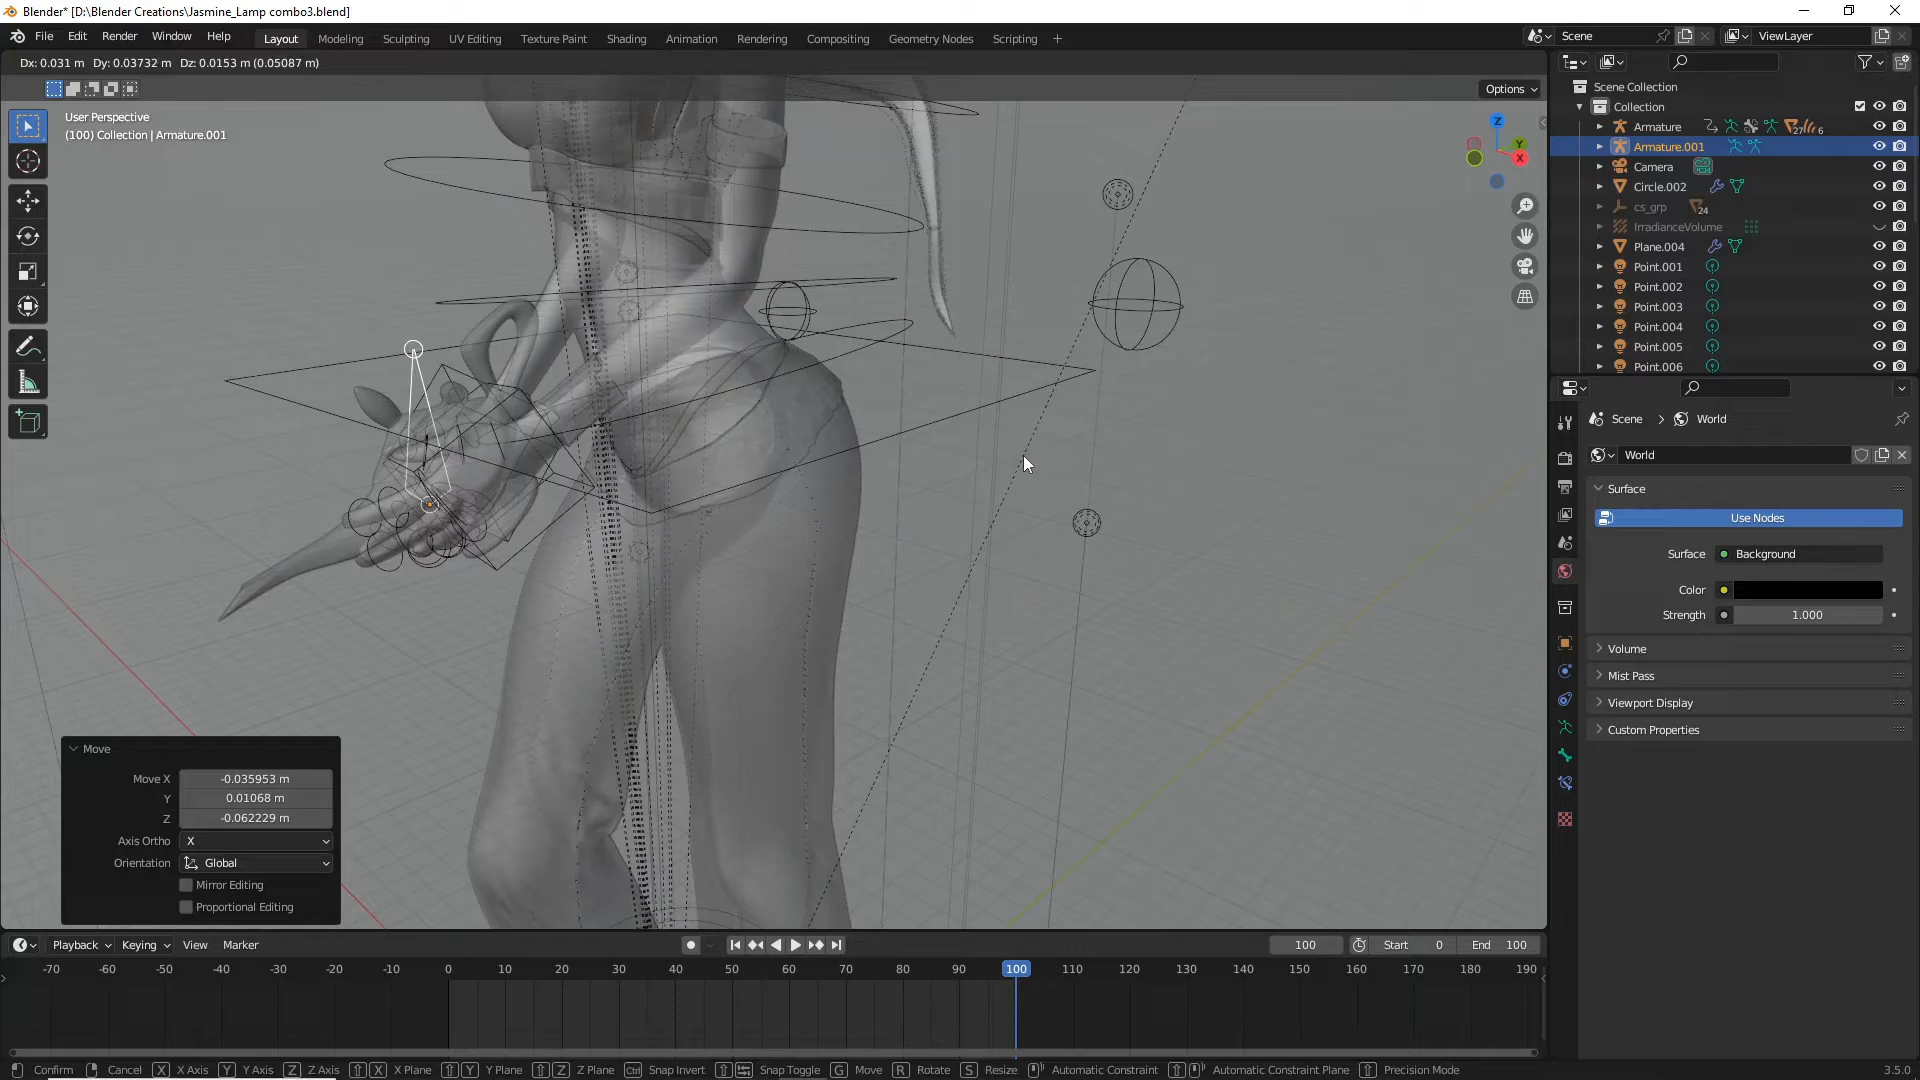 Blender* [D:\Blender Creations\Jasmine_Lamp combo3.blend]
File Edit Render Window Help Layout Modeling Sculpting UV Editing Texture Paint Shading Animation Rendering Compositing Geometry Nodes Scripting + Scene ViewLayer
Dx: 0.031 m Dy: 0.03732 m Dz: 0.0153 m (0.05087 m)
Options
User Perspective
(100) Collection | Armature.001
Z
Y
X
Scene Collection
Collection
Armature 27 6
Armature.001
Camera
Circle.002
cs_grp 24
IrradianceVolume
Plane.004
Point.001
Point.002
Point.003
Point.004
Point.005
Point.006
Scene > World
World
Surface
Use Nodes
Surface Background
Color
Strength 1.000
Volume
Mist Pass
Viewport Display
Custom Properties
Move
Move X -0.035953 m
Y 0.01068 m
Z -0.062229 m
Axis Ortho X
Orientation Global
Mirror Editing
Proportional Editing
Playback Keying View Marker 100 Start 0 End 100
-70 -60 -50 -40 -30 -20 -10 0 10 20 30 40 50 60 70 80 90 100 110 120 130 140 150 160 170 180 190
Confirm Cancel X X Axis Y Y Axis Z Z Axis X X Plane Y Y Plane Z Z Plane Ctrl Snap Invert Snap Toggle G Move R Rotate S Resize Automatic Constraint Automatic Constraint Plane Precision Mode 3.5.0